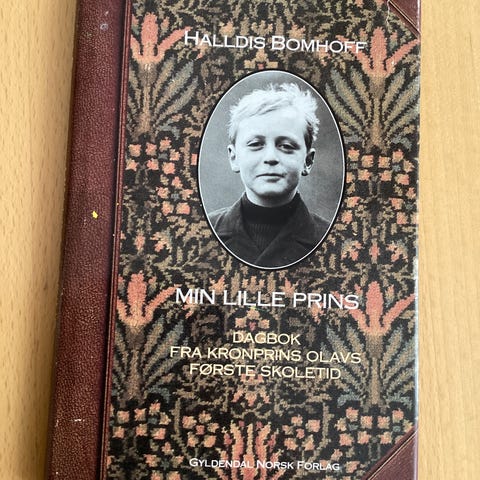 HALLDIS BOMHOFF
MIN LILLE PRINS
DAGBOK
FRA KRONPRINS OLAVS
FØRSTE SKOLETID
GYLDENDAL NORSK FORLAG